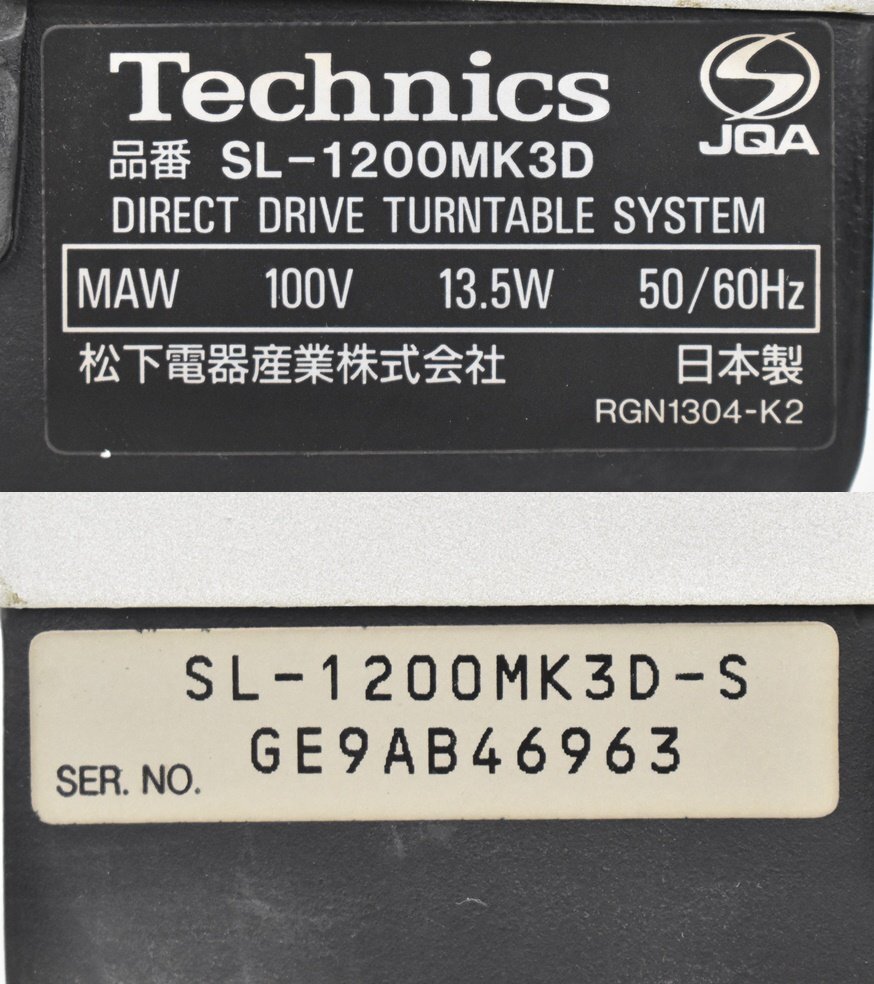 Technics
JQA
品番 SL-1200MK3D
DIRECT DRIVE TURNTABLE SYSTEM
MAW 100V 13.5W 50/60Hz
松下電器産業株式会社 日本製
RGN1304-K2
SL-1200MK3D-S
SER. NO. GE9AB46963